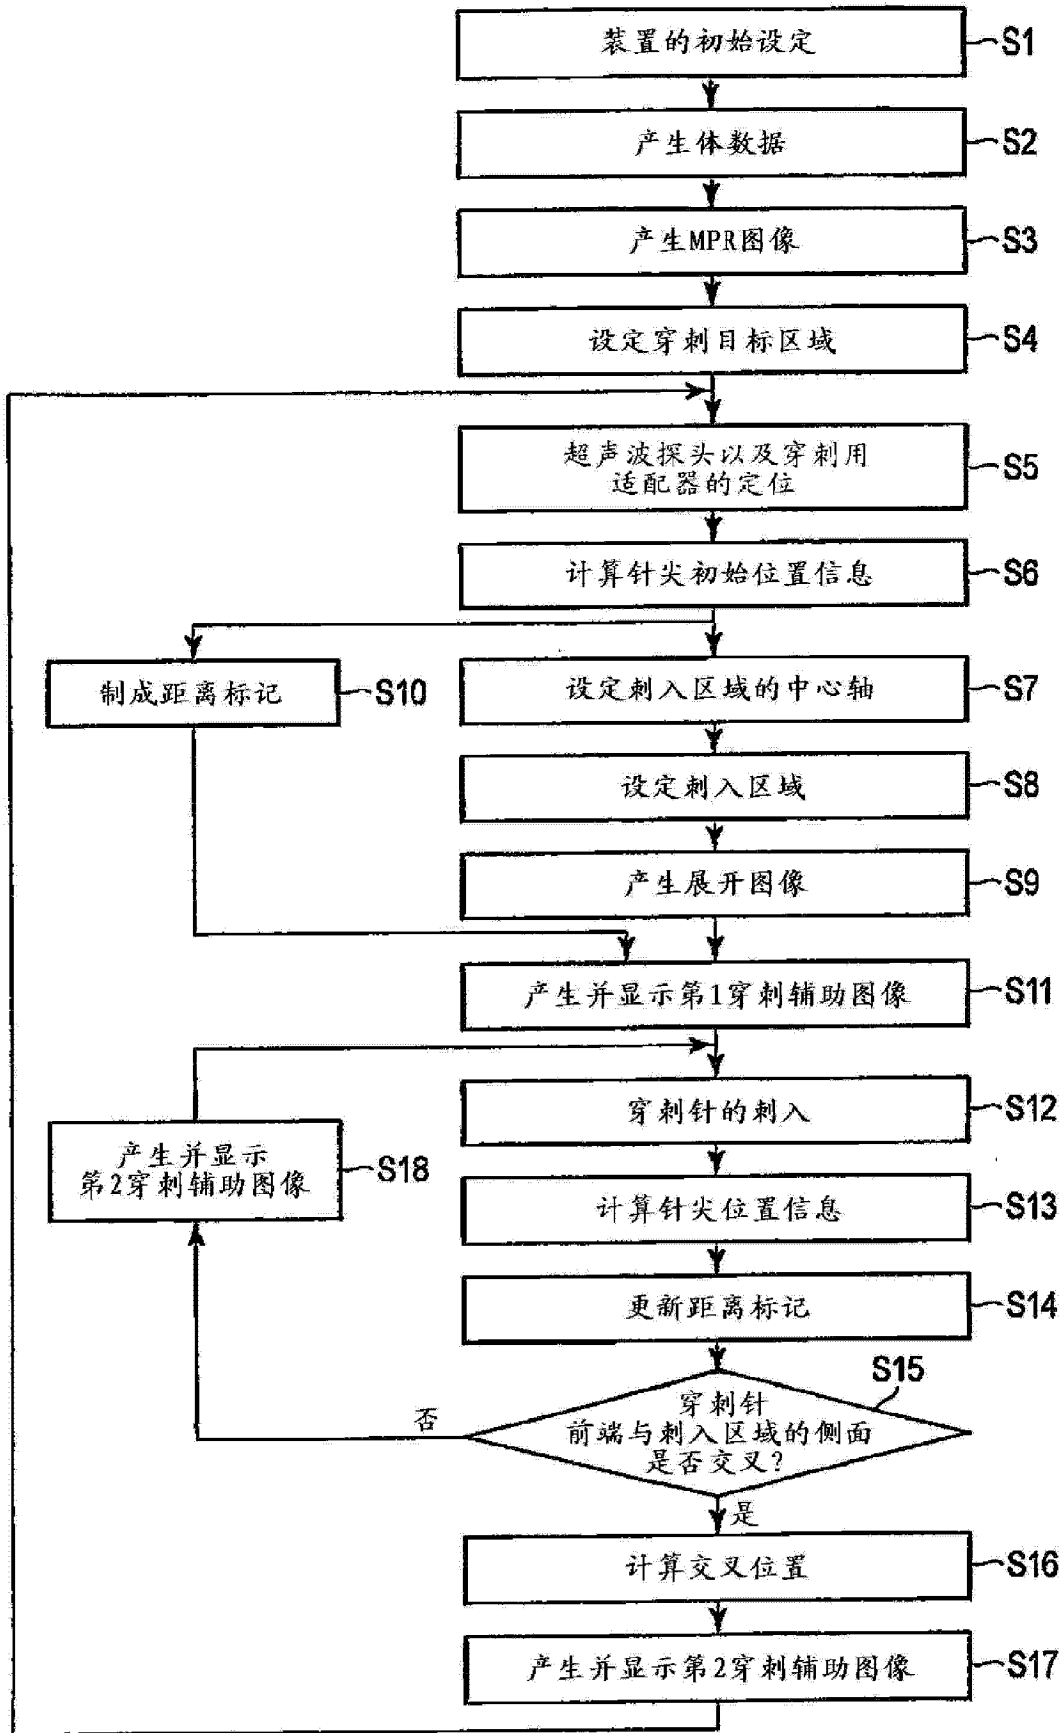 装置的初始设定
S1
产生体数据
S2
产生MPR图像
S3
设定穿刺目标区域
S4
超声波探头以及穿刺用
适配器的定位
S5
计算针尖初始位置信息
S6
制成距离标记
S10
设定刺入区域的中心轴
S7
设定刺入区域
S8
产生展开图像
S9
产生并显示第1穿刺辅助图像
S11
穿刺针的刺入
S12
产生并显示
第2穿刺辅助图像
S18
计算针尖位置信息
S13
更新距离标记
S14
S15
穿刺针
前端与刺入区域的侧面
是否交叉?
否
是
计算交叉位置
S16
产生并显示第2穿刺辅助图像
S17